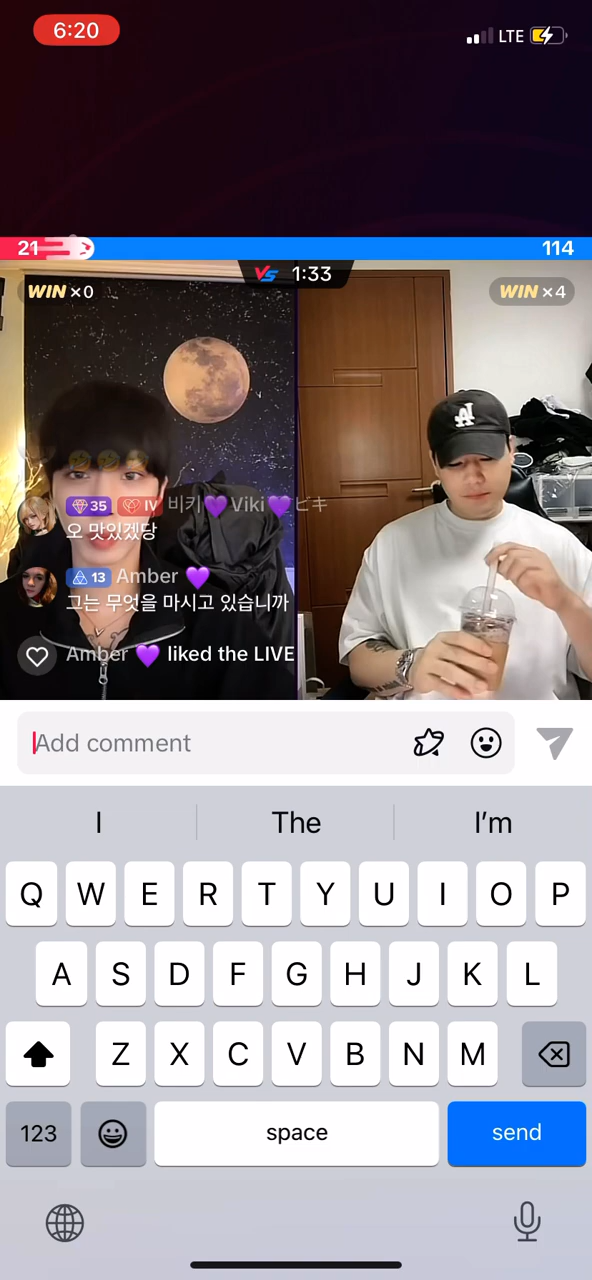 6:20
LTE
21
114
VS 1:33
WIN ×0
WIN ×4
35 IV 비키💜Viki💜ビキ
오 맛있겠당
13 Amber 💜
그는 무엇을 마시고 있습니까
Amber 💜 liked the LIVE
Add comment
I The I'm
Q W E R T Y U I O P
A S D F G H J K L
Z X C V B N M
123 space send